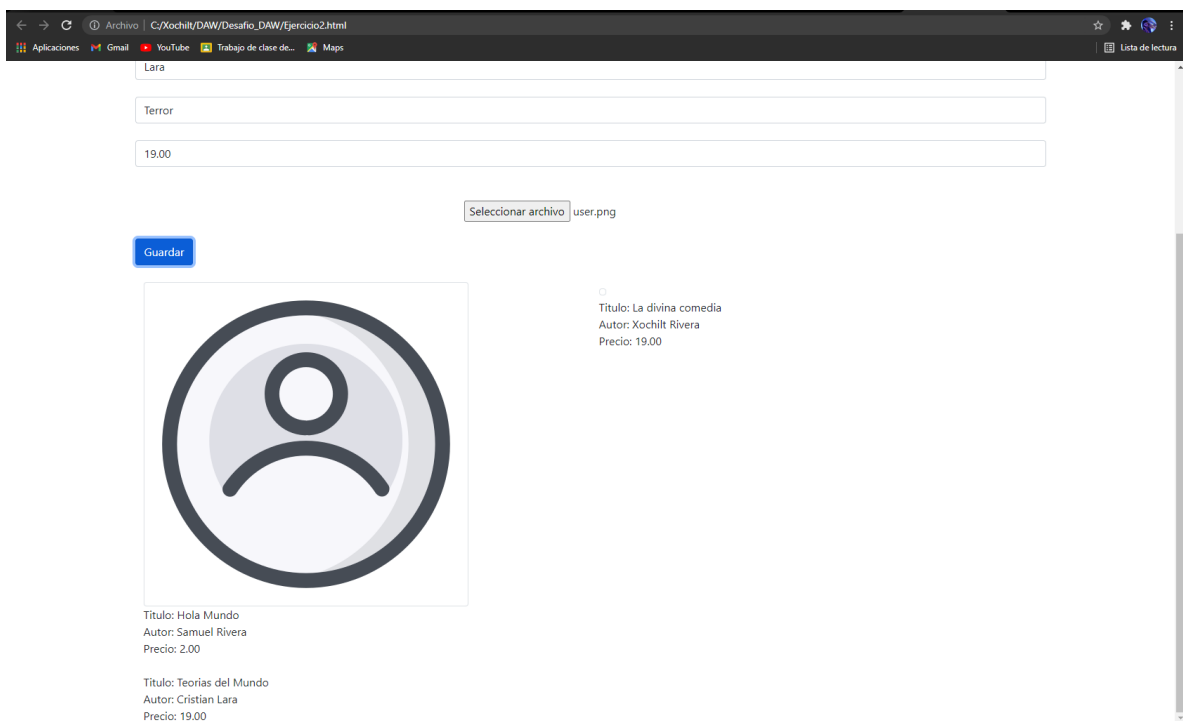 Archivo | C:/Xochilt/DAW/Desafio_DAW/Ejercicio2.html
Aplicaciones Gmail YouTube Trabajo de clase de... Maps Lista de lectura
Lara
Terror
19.00
Seleccionar archivo user.png
Guardar
Titulo: Hola Mundo
Autor: Samuel Rivera
Precio: 2.00
Titulo: La divina comedia
Autor: Xochilt Rivera
Precio: 19.00
Titulo: Teorias del Mundo
Autor: Cristian Lara
Precio: 19.00